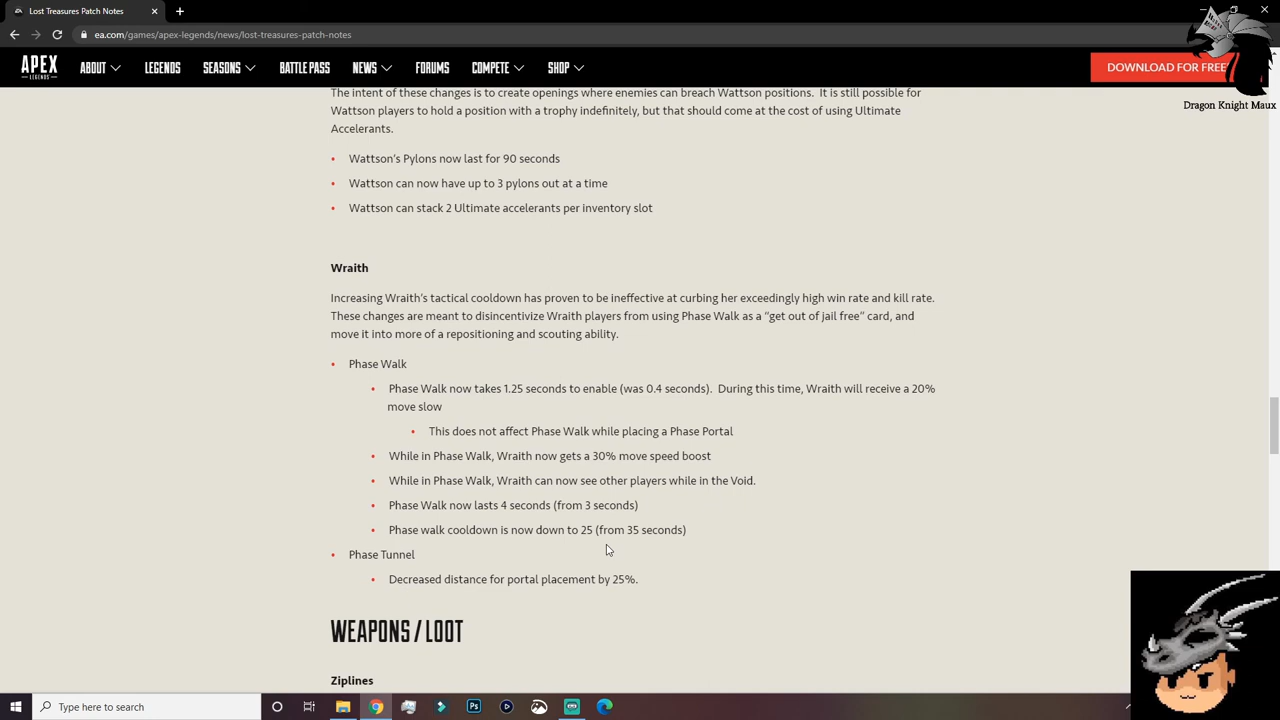 Lost Treasures Patch Notes
ea.com/games/apex-legends/news/lost-treasures-patch-notes
APEX
LEGENDS
ABOUT
LEGENDS
SEASONS
BATTLE PASS
NEWS
FORUMS
COMPETE
SHOP
DOWNLOAD FOR FREE
Dragon Knight Maux
The intent of these changes is to create openings where enemies can breach Wattson positions.  It is still possible for
Wattson players to hold a position with a trophy indefinitely, but that should come at the cost of using Ultimate
Accelerants.
• Wattson's Pylons now last for 90 seconds
• Wattson can now have up to 3 pylons out at a time
• Wattson can stack 2 Ultimate accelerants per inventory slot
Wraith
Increasing Wraith's tactical cooldown has proven to be ineffective at curbing her exceedingly high win rate and kill rate.
These changes are meant to disincentivize Wraith players from using Phase Walk as a “get out of jail free” card, and
move it into more of a repositioning and scouting ability.
• Phase Walk
• Phase Walk now takes 1.25 seconds to enable (was 0.4 seconds).  During this time, Wraith will receive a 20%
move slow
• This does not affect Phase Walk while placing a Phase Portal
• While in Phase Walk, Wraith now gets a 30% move speed boost
• While in Phase Walk, Wraith can now see other players while in the Void.
• Phase Walk now lasts 4 seconds (from 3 seconds)
• Phase walk cooldown is now down to 25 (from 35 seconds)
• Phase Tunnel
• Decreased distance for portal placement by 25%.
WEAPONS / LOOT
Ziplines
Type here to search